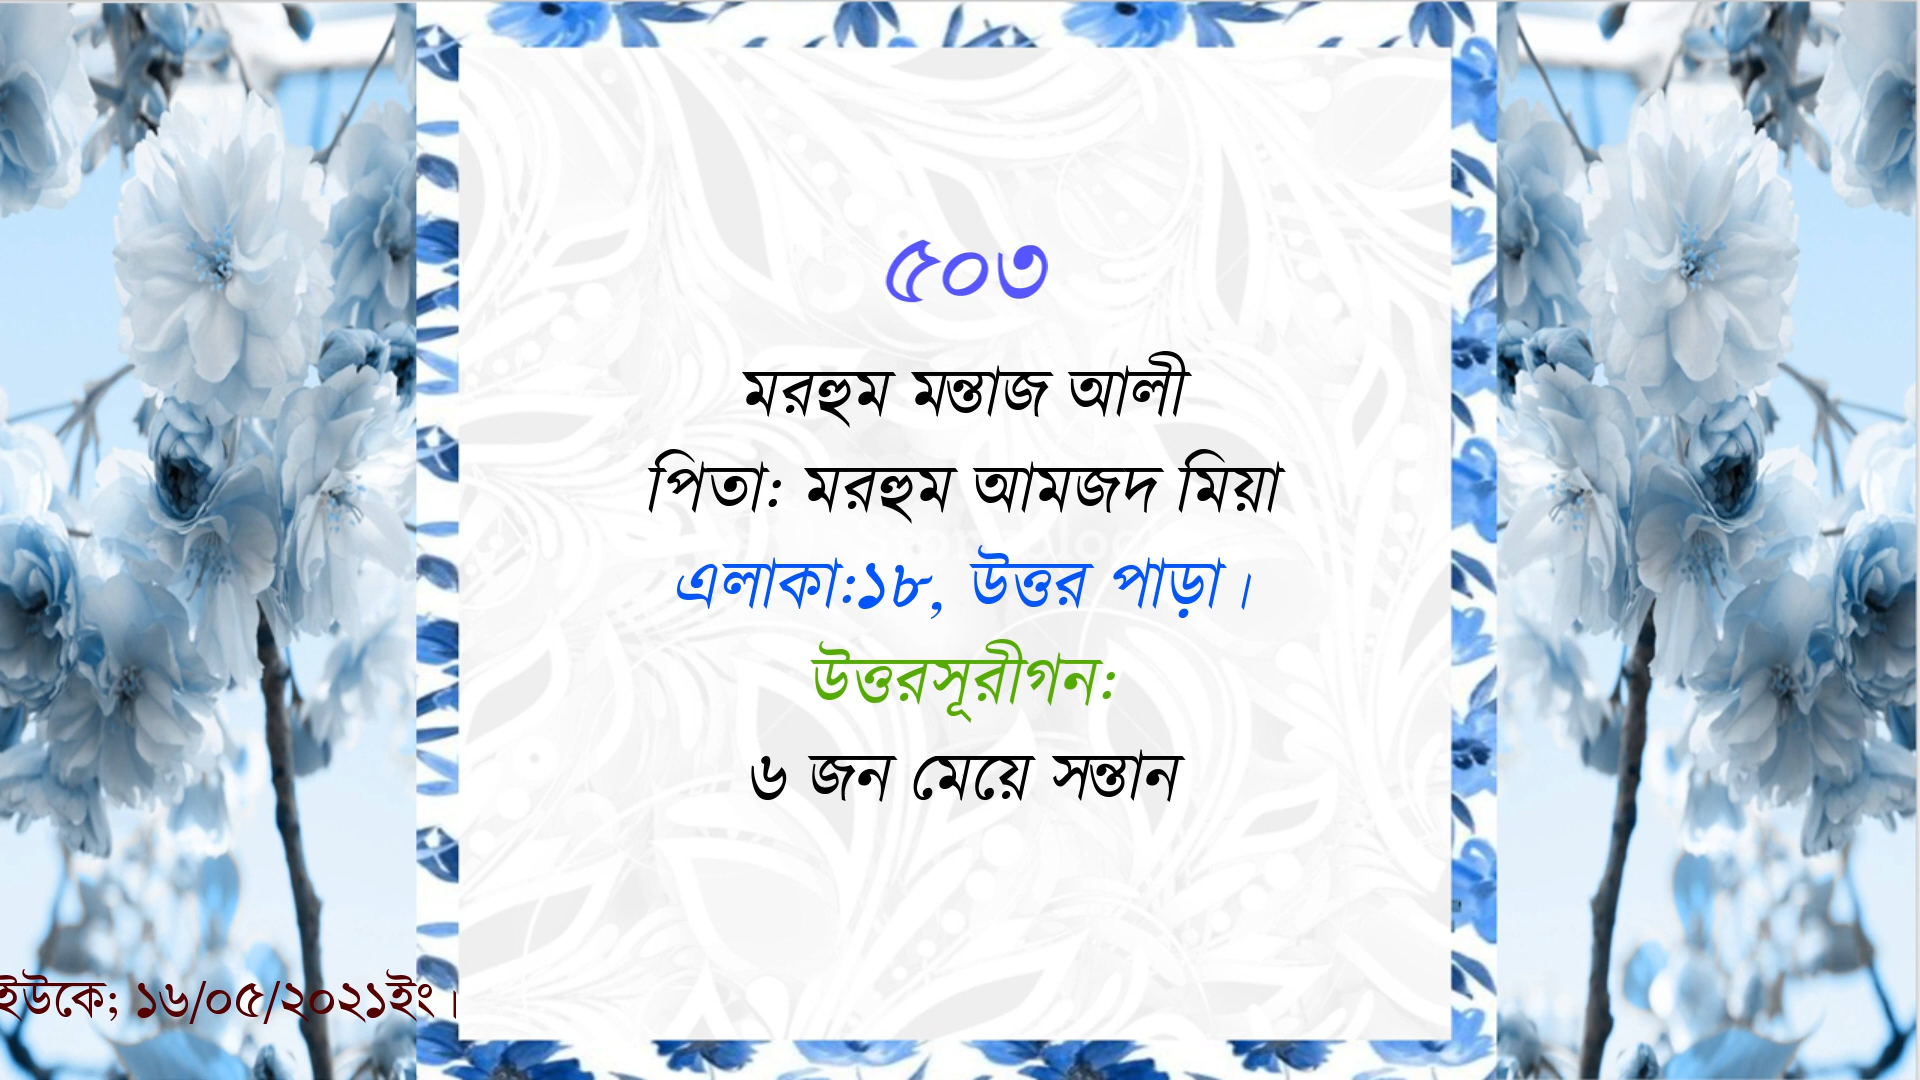 ৫০৩
মরহুম মন্তাজ আলী
পিতা: মরহুম আমজদ মিয়া
এলাকা:১৮, উত্তর পাড়া।
উত্তরসূরীগন:
৬ জন মেয়ে সন্তান
ইউকে; ১৬/০৫/২০২১ইং।